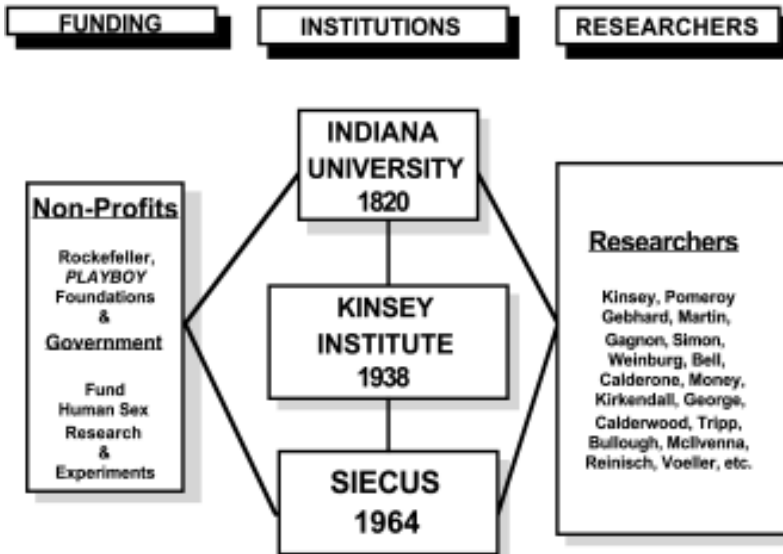 FUNDING
INSTITUTIONS
RESEARCHERS
Non-Profits
Rockefeller,
PLAYBOY
Foundations
&
Government
Fund
Human Sex
Research
&
Experiments
INDIANA
UNIVERSITY
1820
KINSEY
INSTITUTE
1938
SIECUS
1964
Researchers
Kinsey, Pomeroy
Gebhard, Martin,
Gagnon, Simon,
Weinburg, Bell,
Calderone, Money,
Kirkendall, George,
Calderwood, Tripp,
Bullough, McIlvenna,
Reinisch, Voeller, etc.